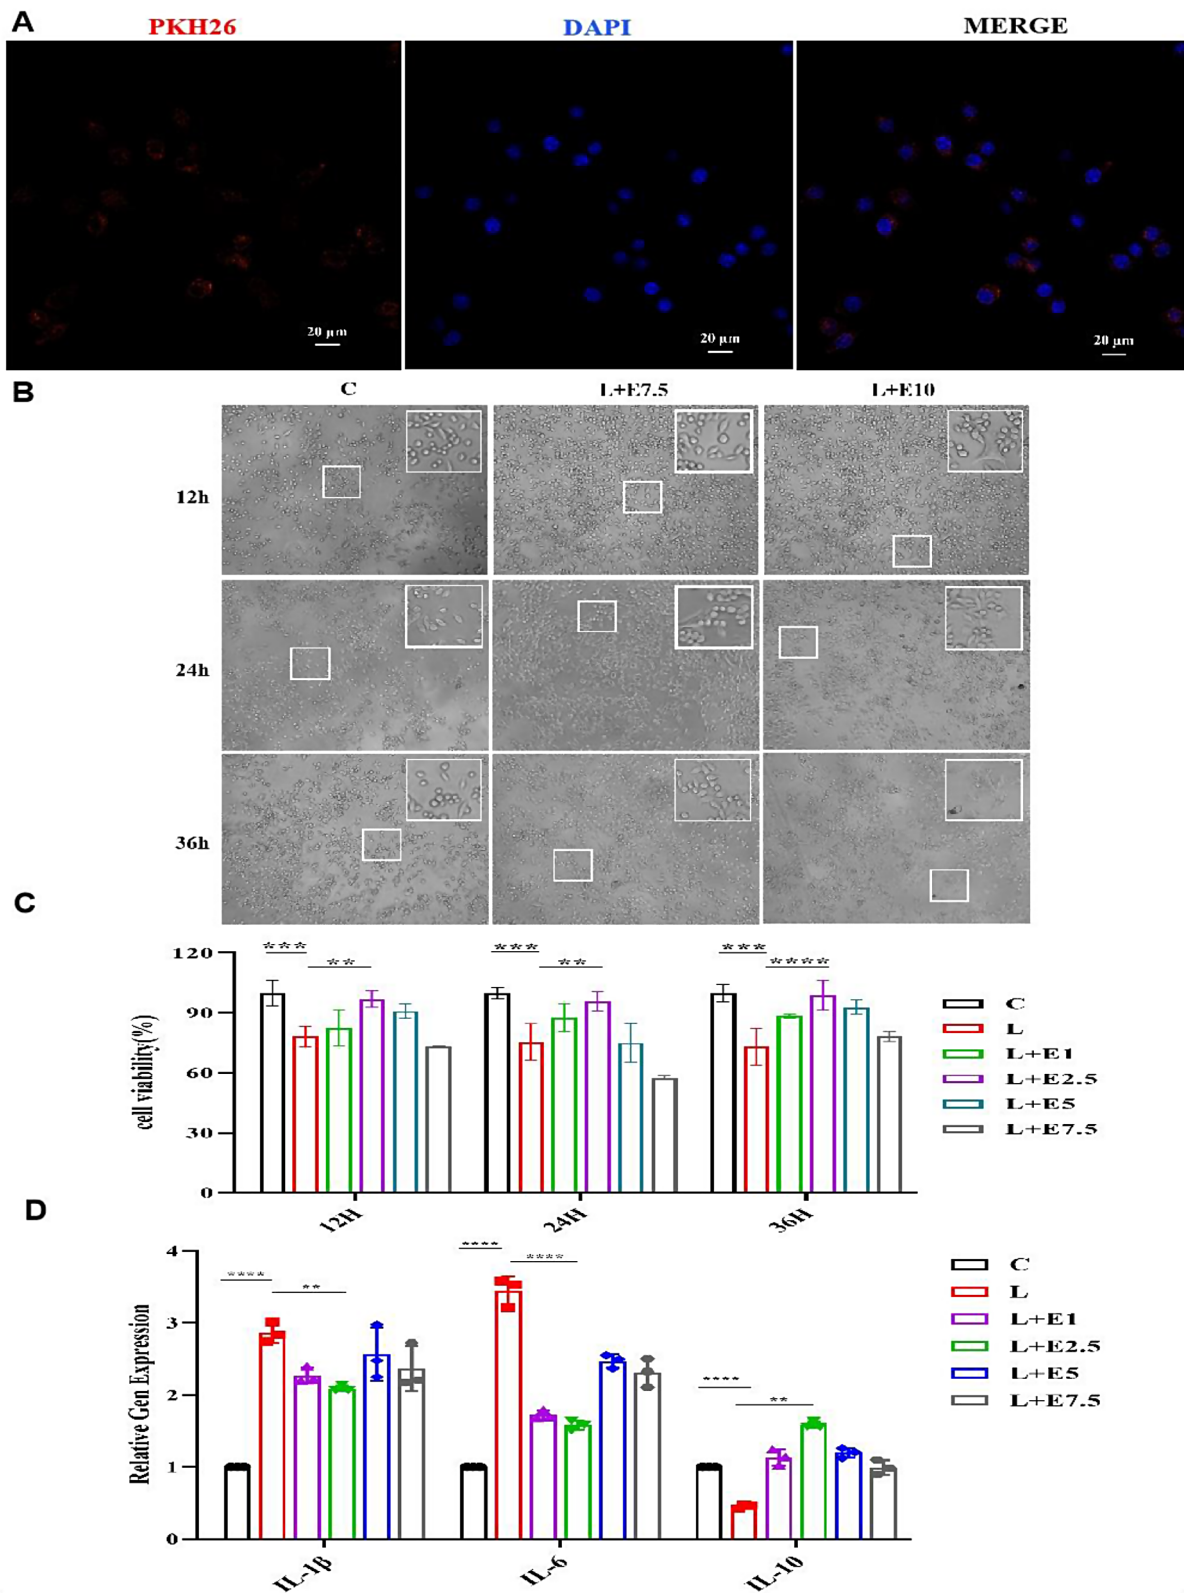 A
PKH26 DAPI MERGE
20 μm 20 μm 20 μm
B
C L+E7.5 L+E10
12h
24h
36h
C
cell viability(%)
120
90
60
30
0
*** ** *** ** *** ****
12H 24H 36H
C
L
L+E1
L+E2.5
L+E5
L+E7.5
D
Relative Gen Expression
4
3
2
1
0
**** ** **** **** **** **
IL-1β IL-6 IL-10
C
L
L+E1
L+E2.5
L+E5
L+E7.5